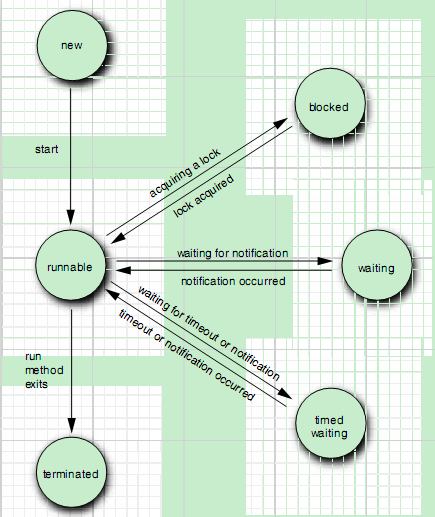 new
blocked
start
acquiring a lock
lock acquired
runnable
waiting for notification
notification occurred
waiting
waiting for timeout or notification
timeout or notification occurred
run
method
exits
timed
waiting
terminated